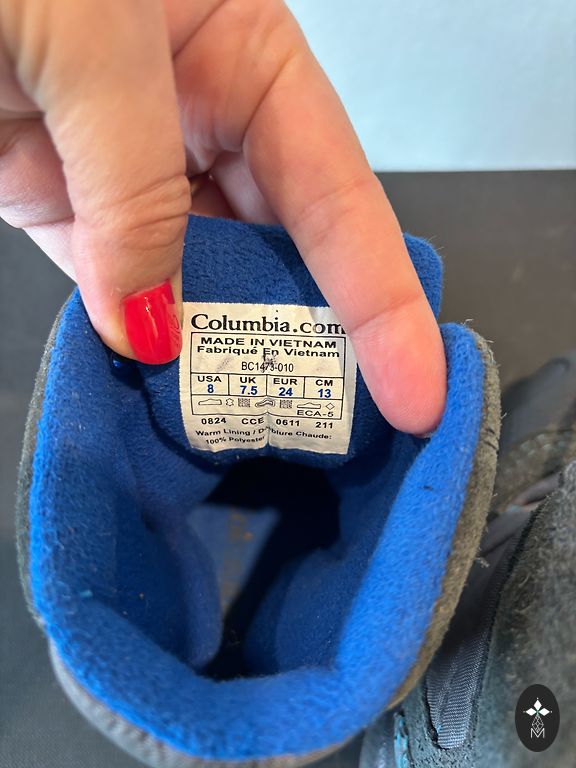 Columbia.com
MADE IN VIETNAM
Fabriqué En Vietnam
BC1473-010
USA UK EUR CM
8 7.5 24 13
ECA-5
0824 CCE 0611 211
Warm Lining / Doublure Chaude:
100% Polyester
M